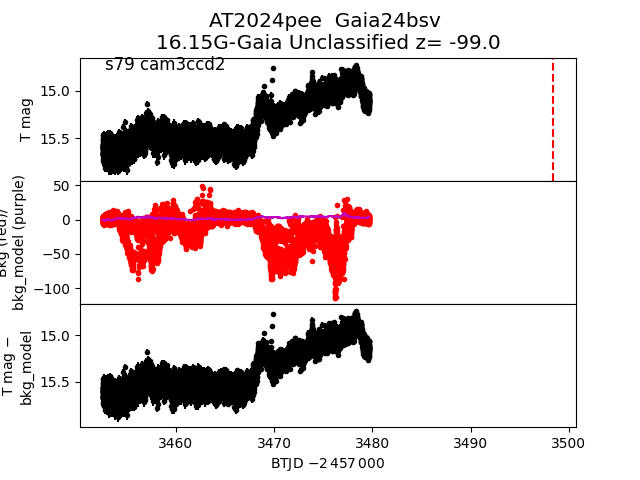 AT2024pee  Gaia24bsv
16.15G-Gaia Unclassified z= -99.0
s79 cam3ccd2
T mag
15.0
15.5
Bkg (red)/
bkg_model (purple)
50
0
−50
−100
T mag −
bkg_model
15.0
15.5
3460
3470
3480
3490
3500
BTJD −2 457 000